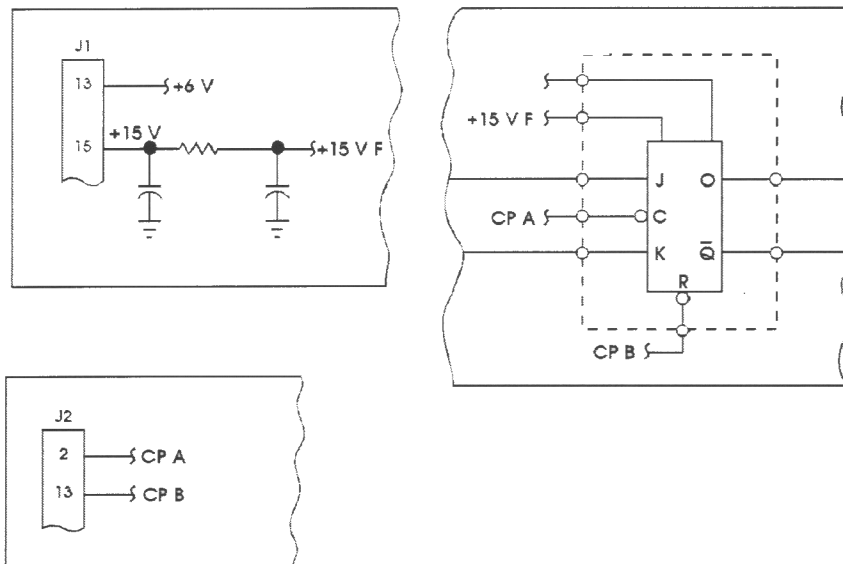 J1
13
+6 V
+15 V
15
+15 V F
+15 V F
J
O
CP A
C
K
Q̅
R
CP B
J2
2
CP A
13
CP B